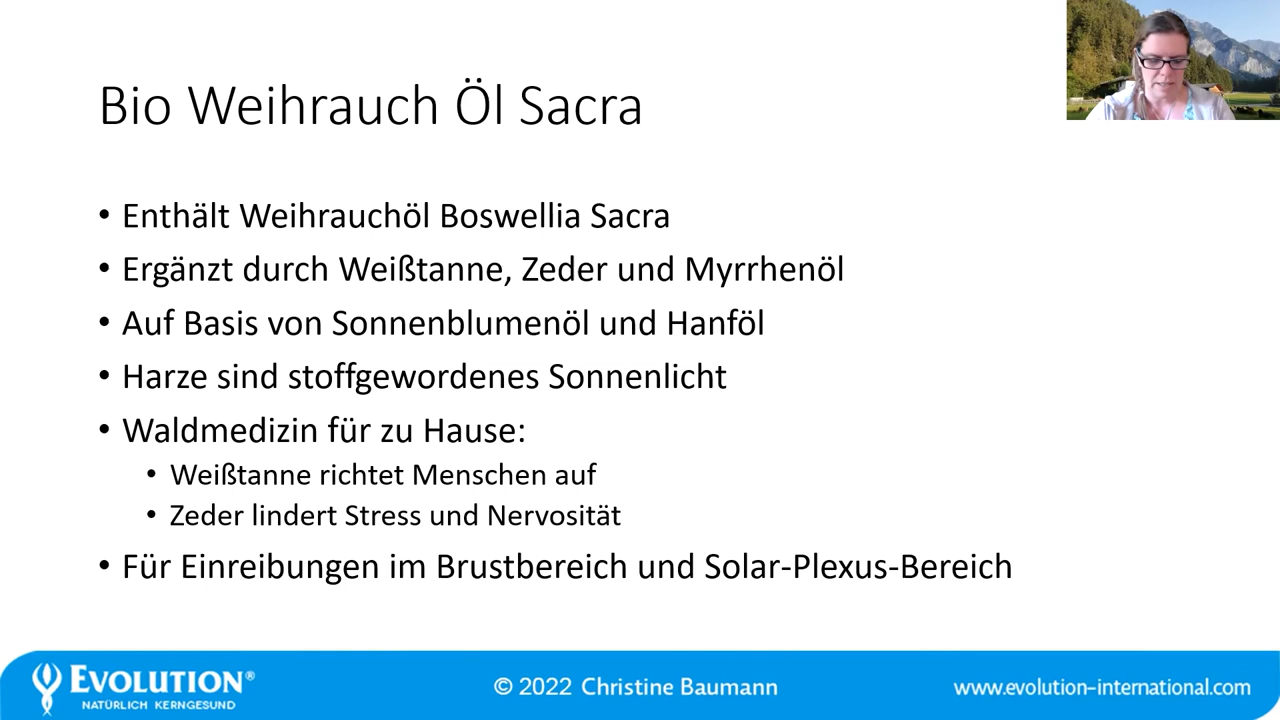 Bio Weihrauch Öl Sacra
• Enthält Weihrauchöl Boswellia Sacra
• Ergänzt durch Weißtanne, Zeder und Myrrhenöl
• Auf Basis von Sonnenblumenöl und Hanföl
• Harze sind stoffgewordenes Sonnenlicht
• Waldmedizin für zu Hause:
• Weißtanne richtet Menschen auf
• Zeder lindert Stress und Nervosität
• Für Einreibungen im Brustbereich und Solar-Plexus-Bereich
EVOLUTION®
NATÜRLICH KERNGESUND
© 2022 Christine Baumann
www.evolution-international.com